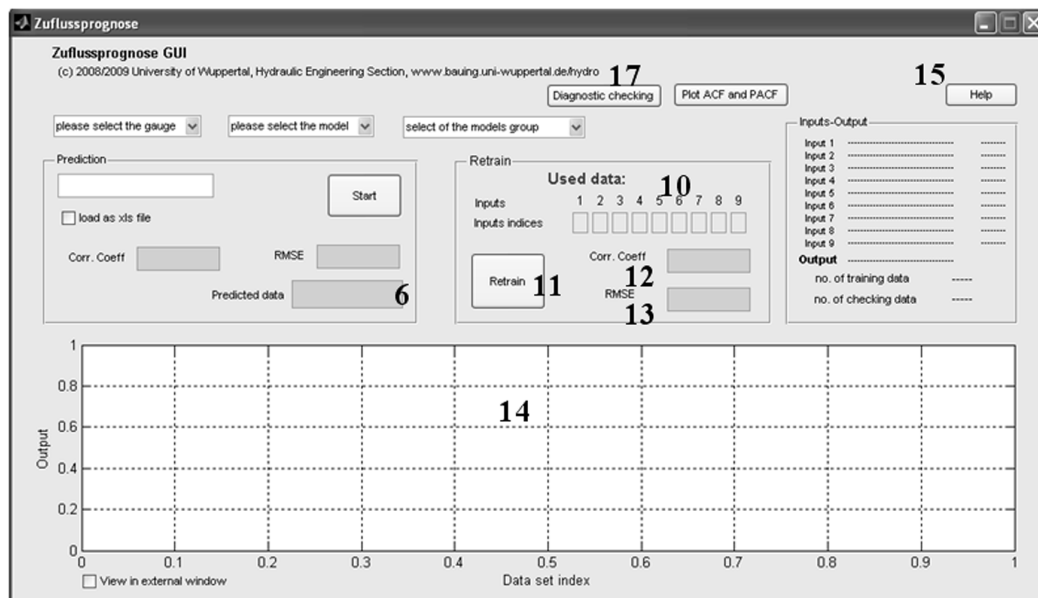 Zuflussprognose
Zuflussprognose GUI
(c) 2008/2009 University of Wuppertal, Hydraulic Engineering Section, www.bauing.uni-wuppertal.de/hydro
17
15
Diagnostic checking
Plot ACF and PACF
Help
please select the gauge
please select the model
select of the models group
Prediction
Start
load as xls file
Corr. Coeff
RMSE
Predicted data
6
Retrain
Used data:
10
Inputs 1 2 3 4 5 6 7 8 9
Inputs indices
Retrain
11
Corr. Coeff
12
RMSE
13
Inputs-Output
Input 1 ---------------------------- ------
Input 2 ---------------------------- ------
Input 3 ---------------------------- ------
Input 4 ---------------------------- ------
Input 5 ---------------------------- ------
Input 6 ---------------------------- ------
Input 7 ---------------------------- ------
Input 8 ---------------------------- ------
Input 9 ---------------------------- ------
Output ----------------------------
no. of training data -----
no. of checking data -----
14
Output
1
0.8
0.6
0.4
0.2
0
0 0.1 0.2 0.3 0.4 0.5 0.6 0.7 0.8 0.9 1
View in external window
Data set index